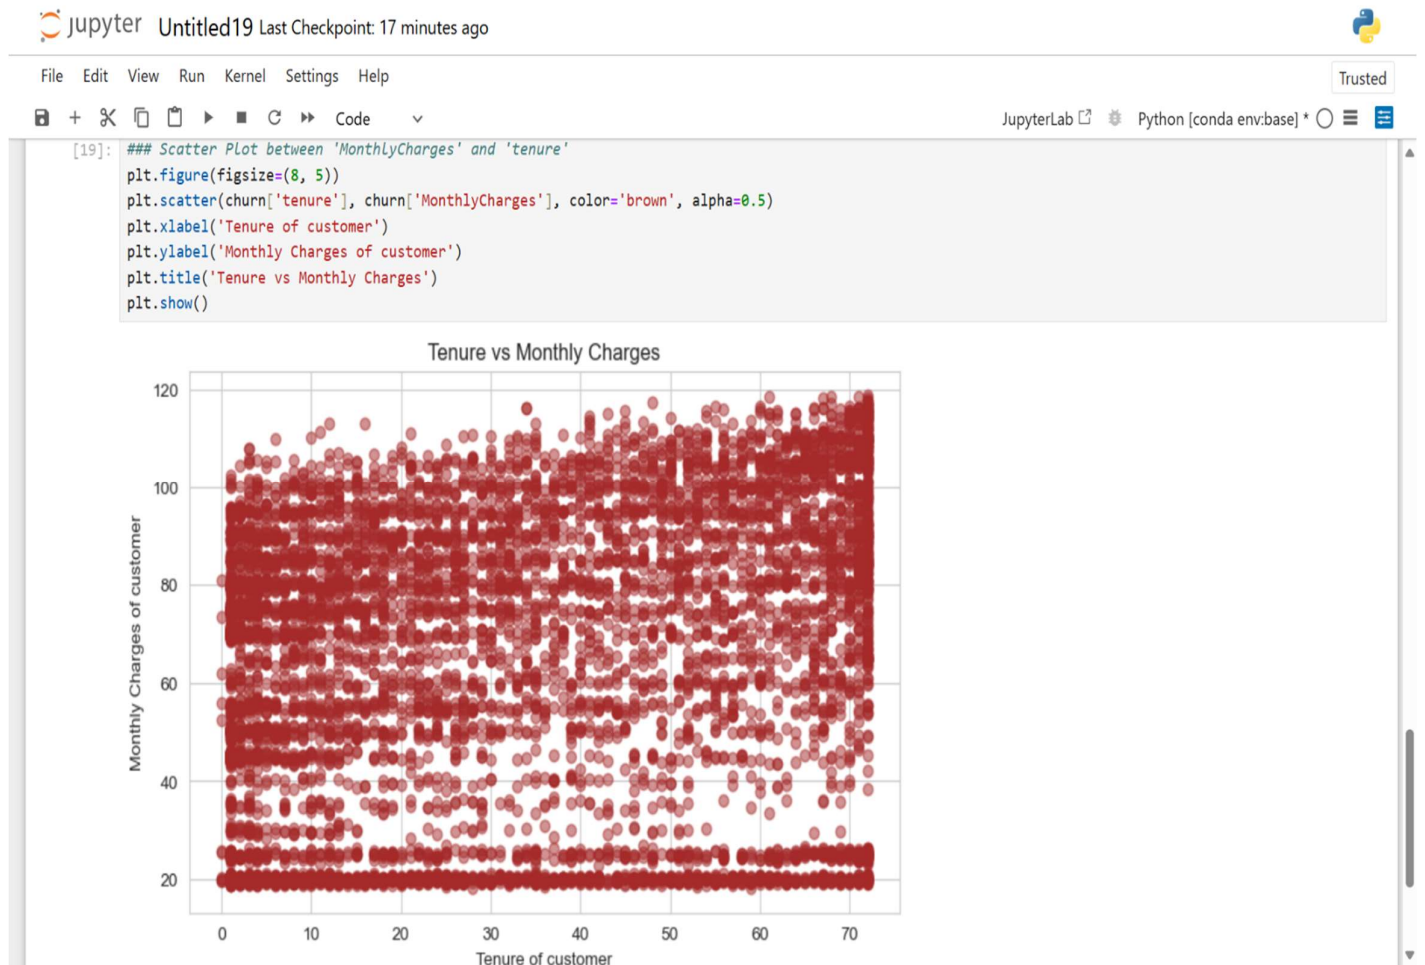 jupyter Untitled19 Last Checkpoint: 17 minutes ago
File Edit View Run Kernel Settings Help
Trusted
Code
JupyterLab Python [conda env:base] *
[19]: ### Scatter Plot between 'MonthlyCharges' and 'tenure'
plt.figure(figsize=(8, 5))
plt.scatter(churn['tenure'], churn['MonthlyCharges'], color='brown', alpha=0.5)
plt.xlabel('Tenure of customer')
plt.ylabel('Monthly Charges of customer')
plt.title('Tenure vs Monthly Charges')
plt.show()
Tenure vs Monthly Charges
120
100
80
60
40
20
Monthly Charges of customer
0 10 20 30 40 50 60 70
Tenure of customer